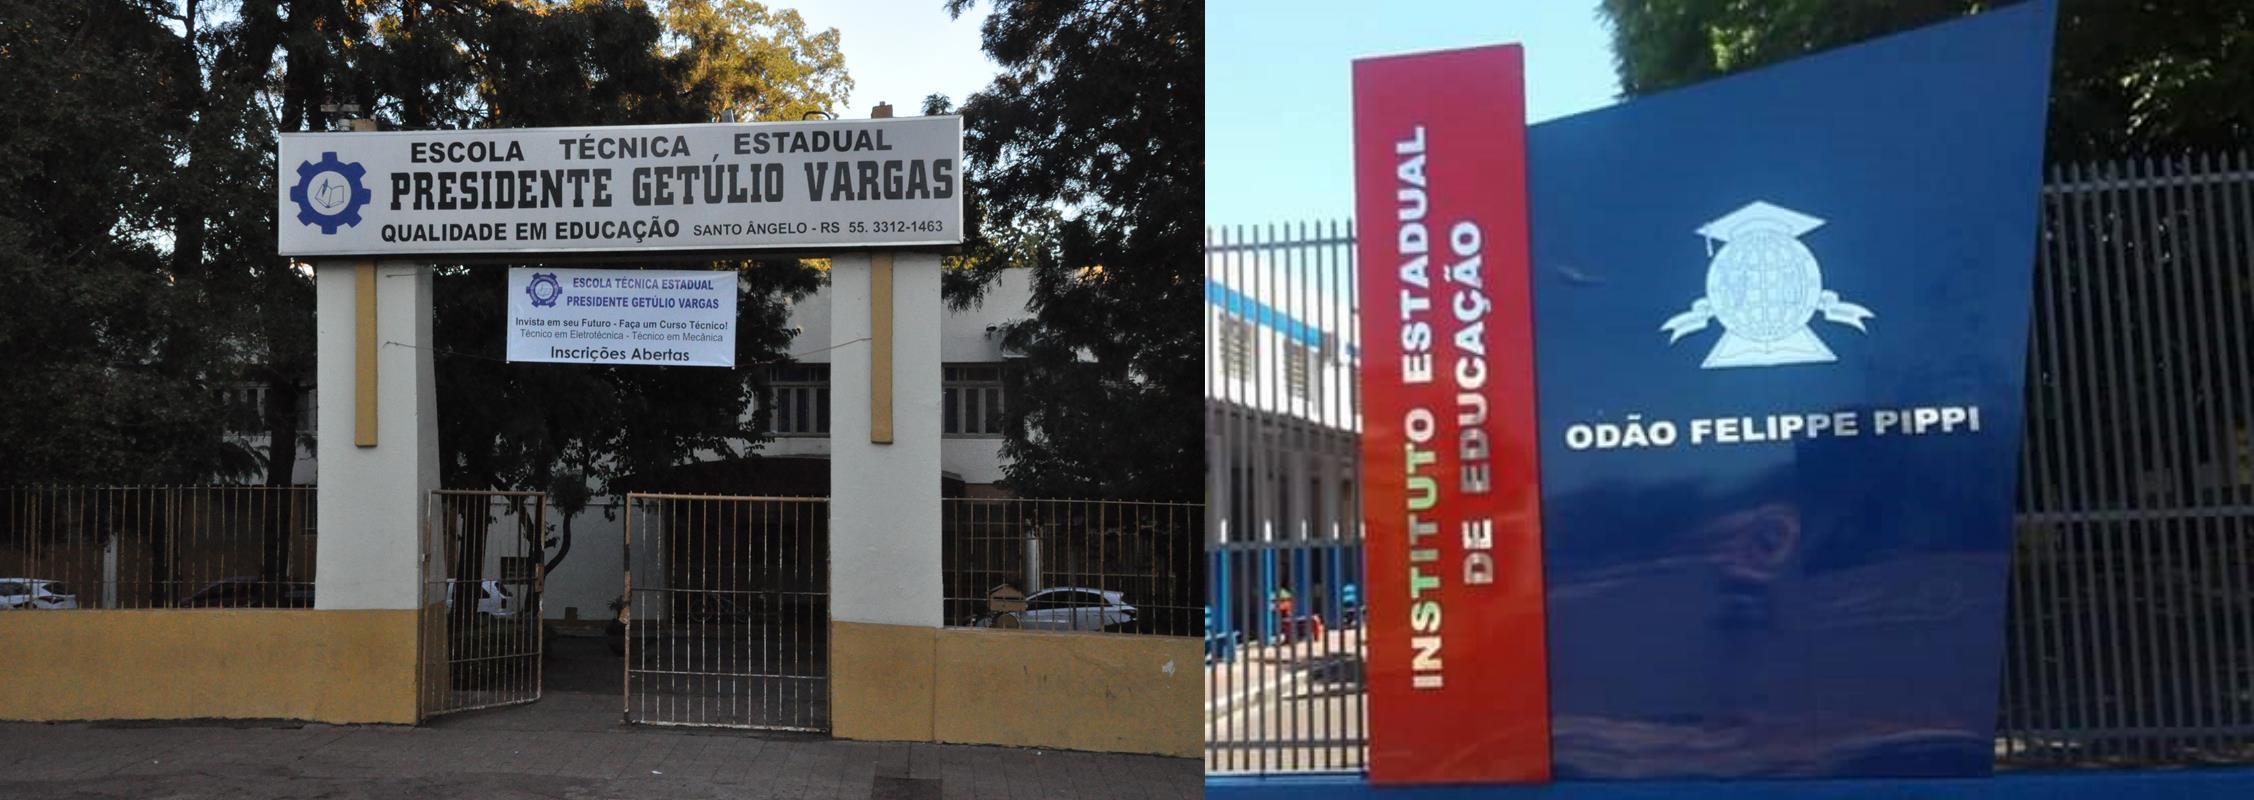 ESCOLA TÉCNICA ESTADUAL
PRESIDENTE GETÚLIO VARGAS
QUALIDADE EM EDUCAÇÃO SANTO ÂNGELO - RS 55. 3312-1463
ESCOLA TÉCNICA ESTADUAL
PRESIDENTE GETÚLIO VARGAS
Invista em seu Futuro - Faça um Curso Técnico!
Técnico em Eletrotécnica - Técnico em Mecânica
Inscrições Abertas
INSTITUTO ESTADUAL
DE EDUCAÇÃO
ODÃO FELIPPE PIPPI